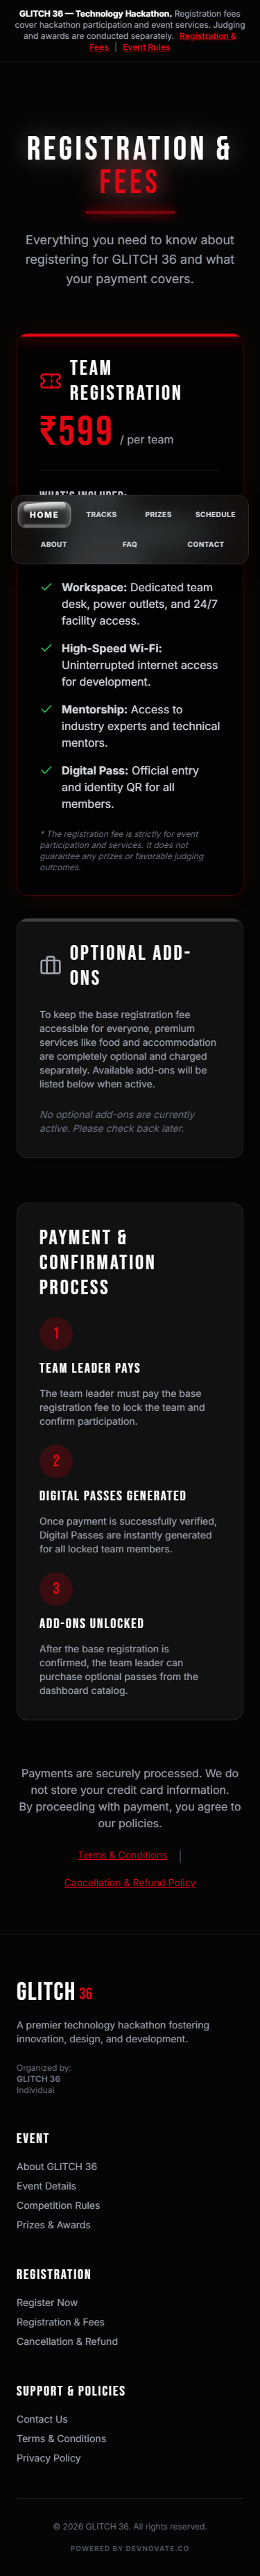 GLITCH 36 — Technology Hackathon. Registration fees
cover hackathon participation and event services. Judging
and awards are conducted separately. Registration &
Fees | Event Rules
REGISTRATION &
FEES
Everything you need to know about
registering for GLITCH 36 and what
your payment covers.
TEAM
REGISTRATION
₹599 / per team
WHAT'S INCLUDED:
HOME TRACKS PRIZES SCHEDULE
ABOUT FAQ CONTACT
Workspace: Dedicated team
desk, power outlets, and 24/7
facility access.
High-Speed Wi-Fi:
Uninterrupted internet access
for development.
Mentorship: Access to
industry experts and technical
mentors.
Digital Pass: Official entry
and identity QR for all
members.
* The registration fee is strictly for event
participation and services. It does not
guarantee any prizes or favorable judging
outcomes.
OPTIONAL ADD-
ONS
To keep the base registration fee
accessible for everyone, premium
services like food and accommodation
are completely optional and charged
separately. Available add-ons will be
listed below when active.
No optional add-ons are currently
active. Please check back later.
PAYMENT &
CONFIRMATION
PROCESS
1
TEAM LEADER PAYS
The team leader must pay the base
registration fee to lock the team and
confirm participation.
2
DIGITAL PASSES GENERATED
Once payment is successfully verified,
Digital Passes are instantly generated
for all locked team members.
3
ADD-ONS UNLOCKED
After the base registration is
confirmed, the team leader can
purchase optional passes from the
dashboard catalog.
Payments are securely processed. We do
not store your credit card information.
By proceeding with payment, you agree to
our policies.
Terms & Conditions |
Cancellation & Refund Policy
GLITCH 36
A premier technology hackathon fostering
innovation, design, and development.
Organized by:
GLITCH 36
Individual
EVENT
About GLITCH 36
Event Details
Competition Rules
Prizes & Awards
REGISTRATION
Register Now
Registration & Fees
Cancellation & Refund
SUPPORT & POLICIES
Contact Us
Terms & Conditions
Privacy Policy
© 2026 GLITCH 36. All rights reserved.
POWERED BY DEVNOVATE.CO